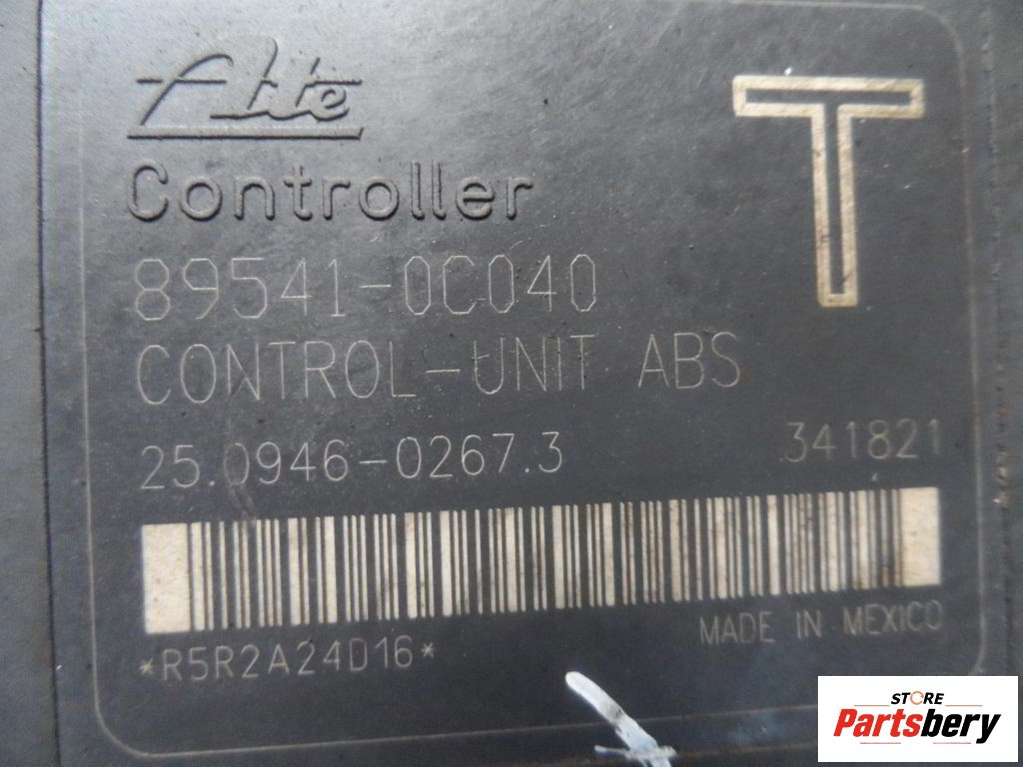 Ate
T
Controller
89541-0C040
CONTROL-UNIT ABS
25.0946-0267.3 341821
*R5R2A24D16* MADE IN MEXICO
STORE
Partsbery